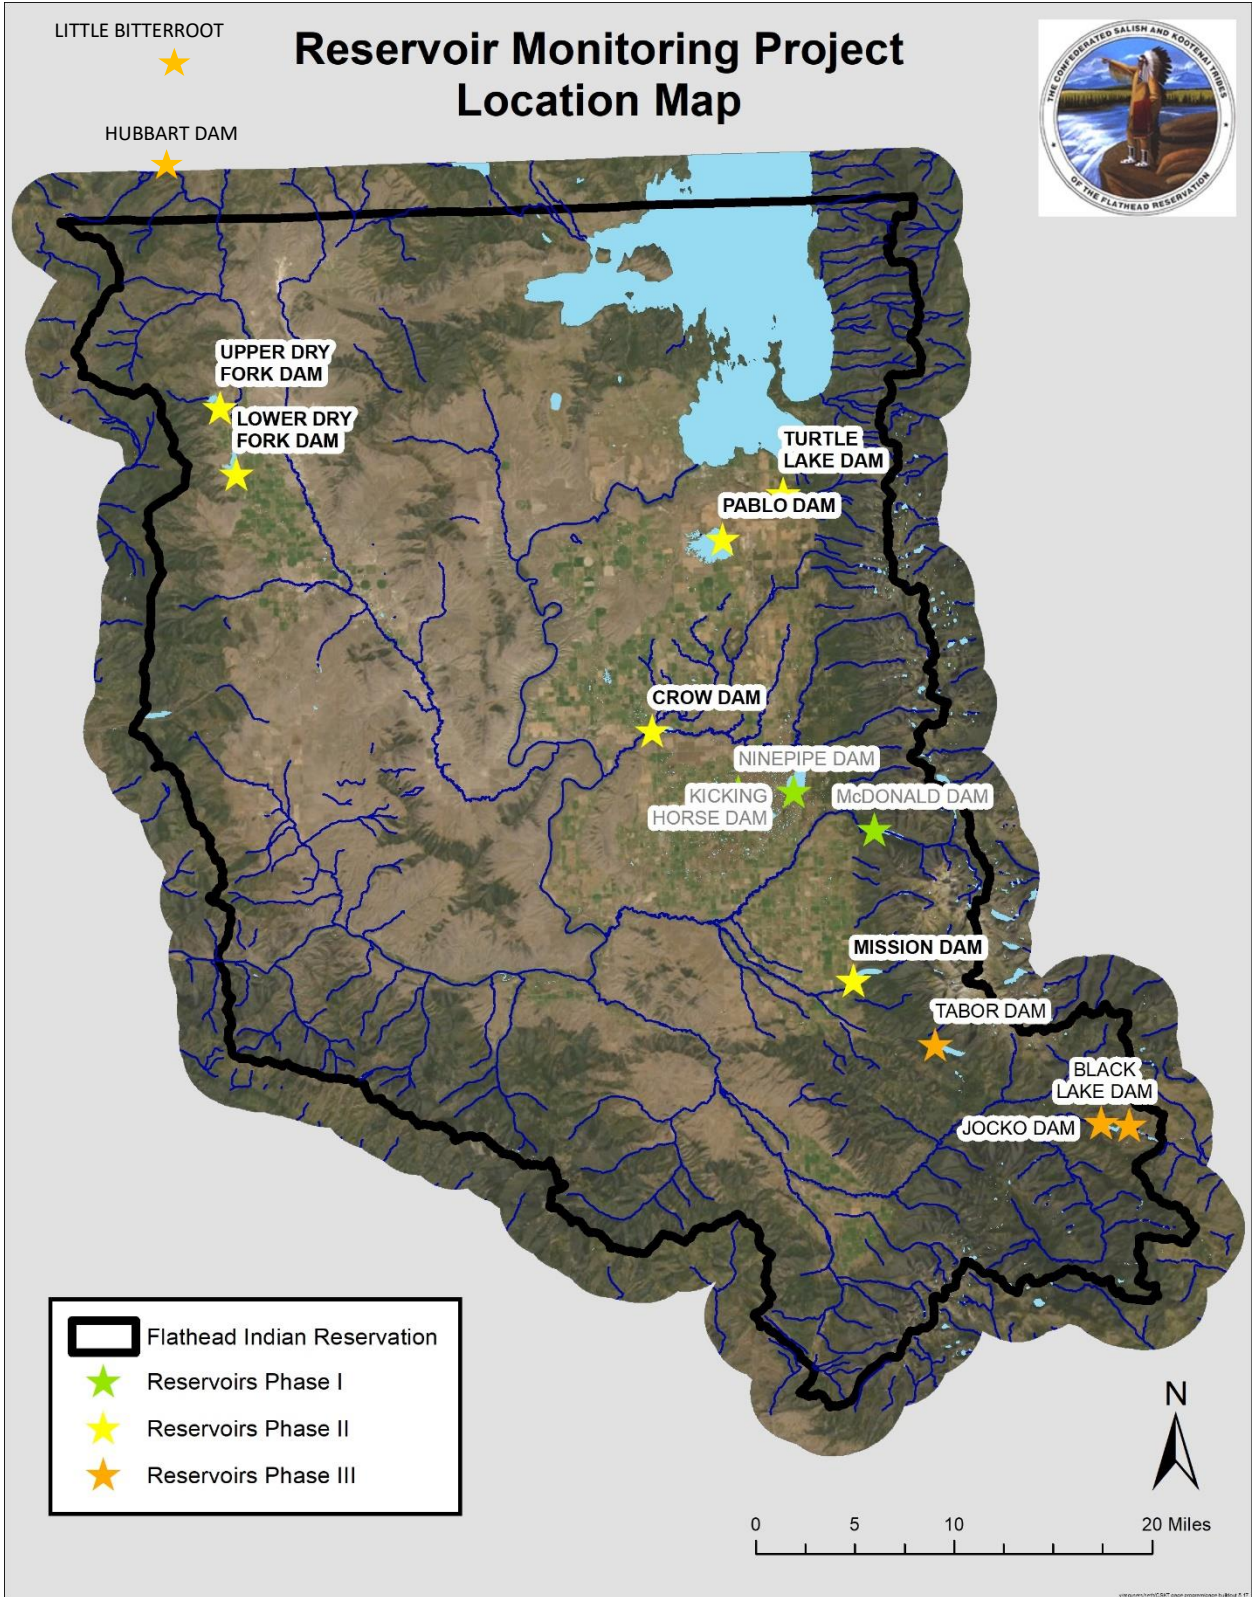 LITTLE BITTERROOT
Reservoir Monitoring Project
Location Map
THE CONFEDERATED SALISH AND KOOTENAI TRIBES
OF THE FLATHEAD RESERVATION
HUBBART DAM
UPPER DRY
FORK DAM
LOWER DRY
FORK DAM
TURTLE
LAKE DAM
PABLO DAM
CROW DAM
NINEPIPE DAM
KICKING
HORSE DAM
McDONALD DAM
MISSION DAM
TABOR DAM
BLACK
LAKE DAM
JOCKO DAM
Flathead Indian Reservation
Reservoirs Phase I
Reservoirs Phase II
Reservoirs Phase III
N
0 5 10 20 Miles